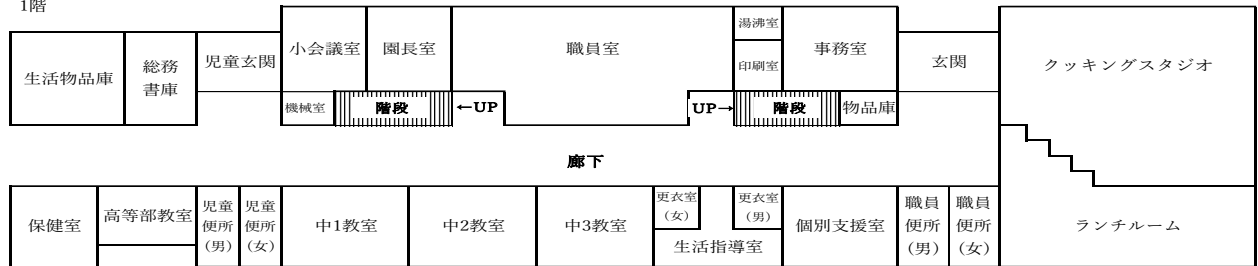 1階
生活物品庫
総務
書庫
児童玄関
小会議室
園長室
職員室
湯沸室
印刷室
事務室
玄関
クッキングスタジオ
機械室
階段
←UP
UP→
階段
物品庫
廊下
保健室
高等部教室
児童
便所
(男)
児童
便所
(女)
中1教室
中2教室
中3教室
更衣室
(女)
更衣室
(男)
生活指導室
個別支援室
職員
便所
(男)
職員
便所
(女)
ランチルーム